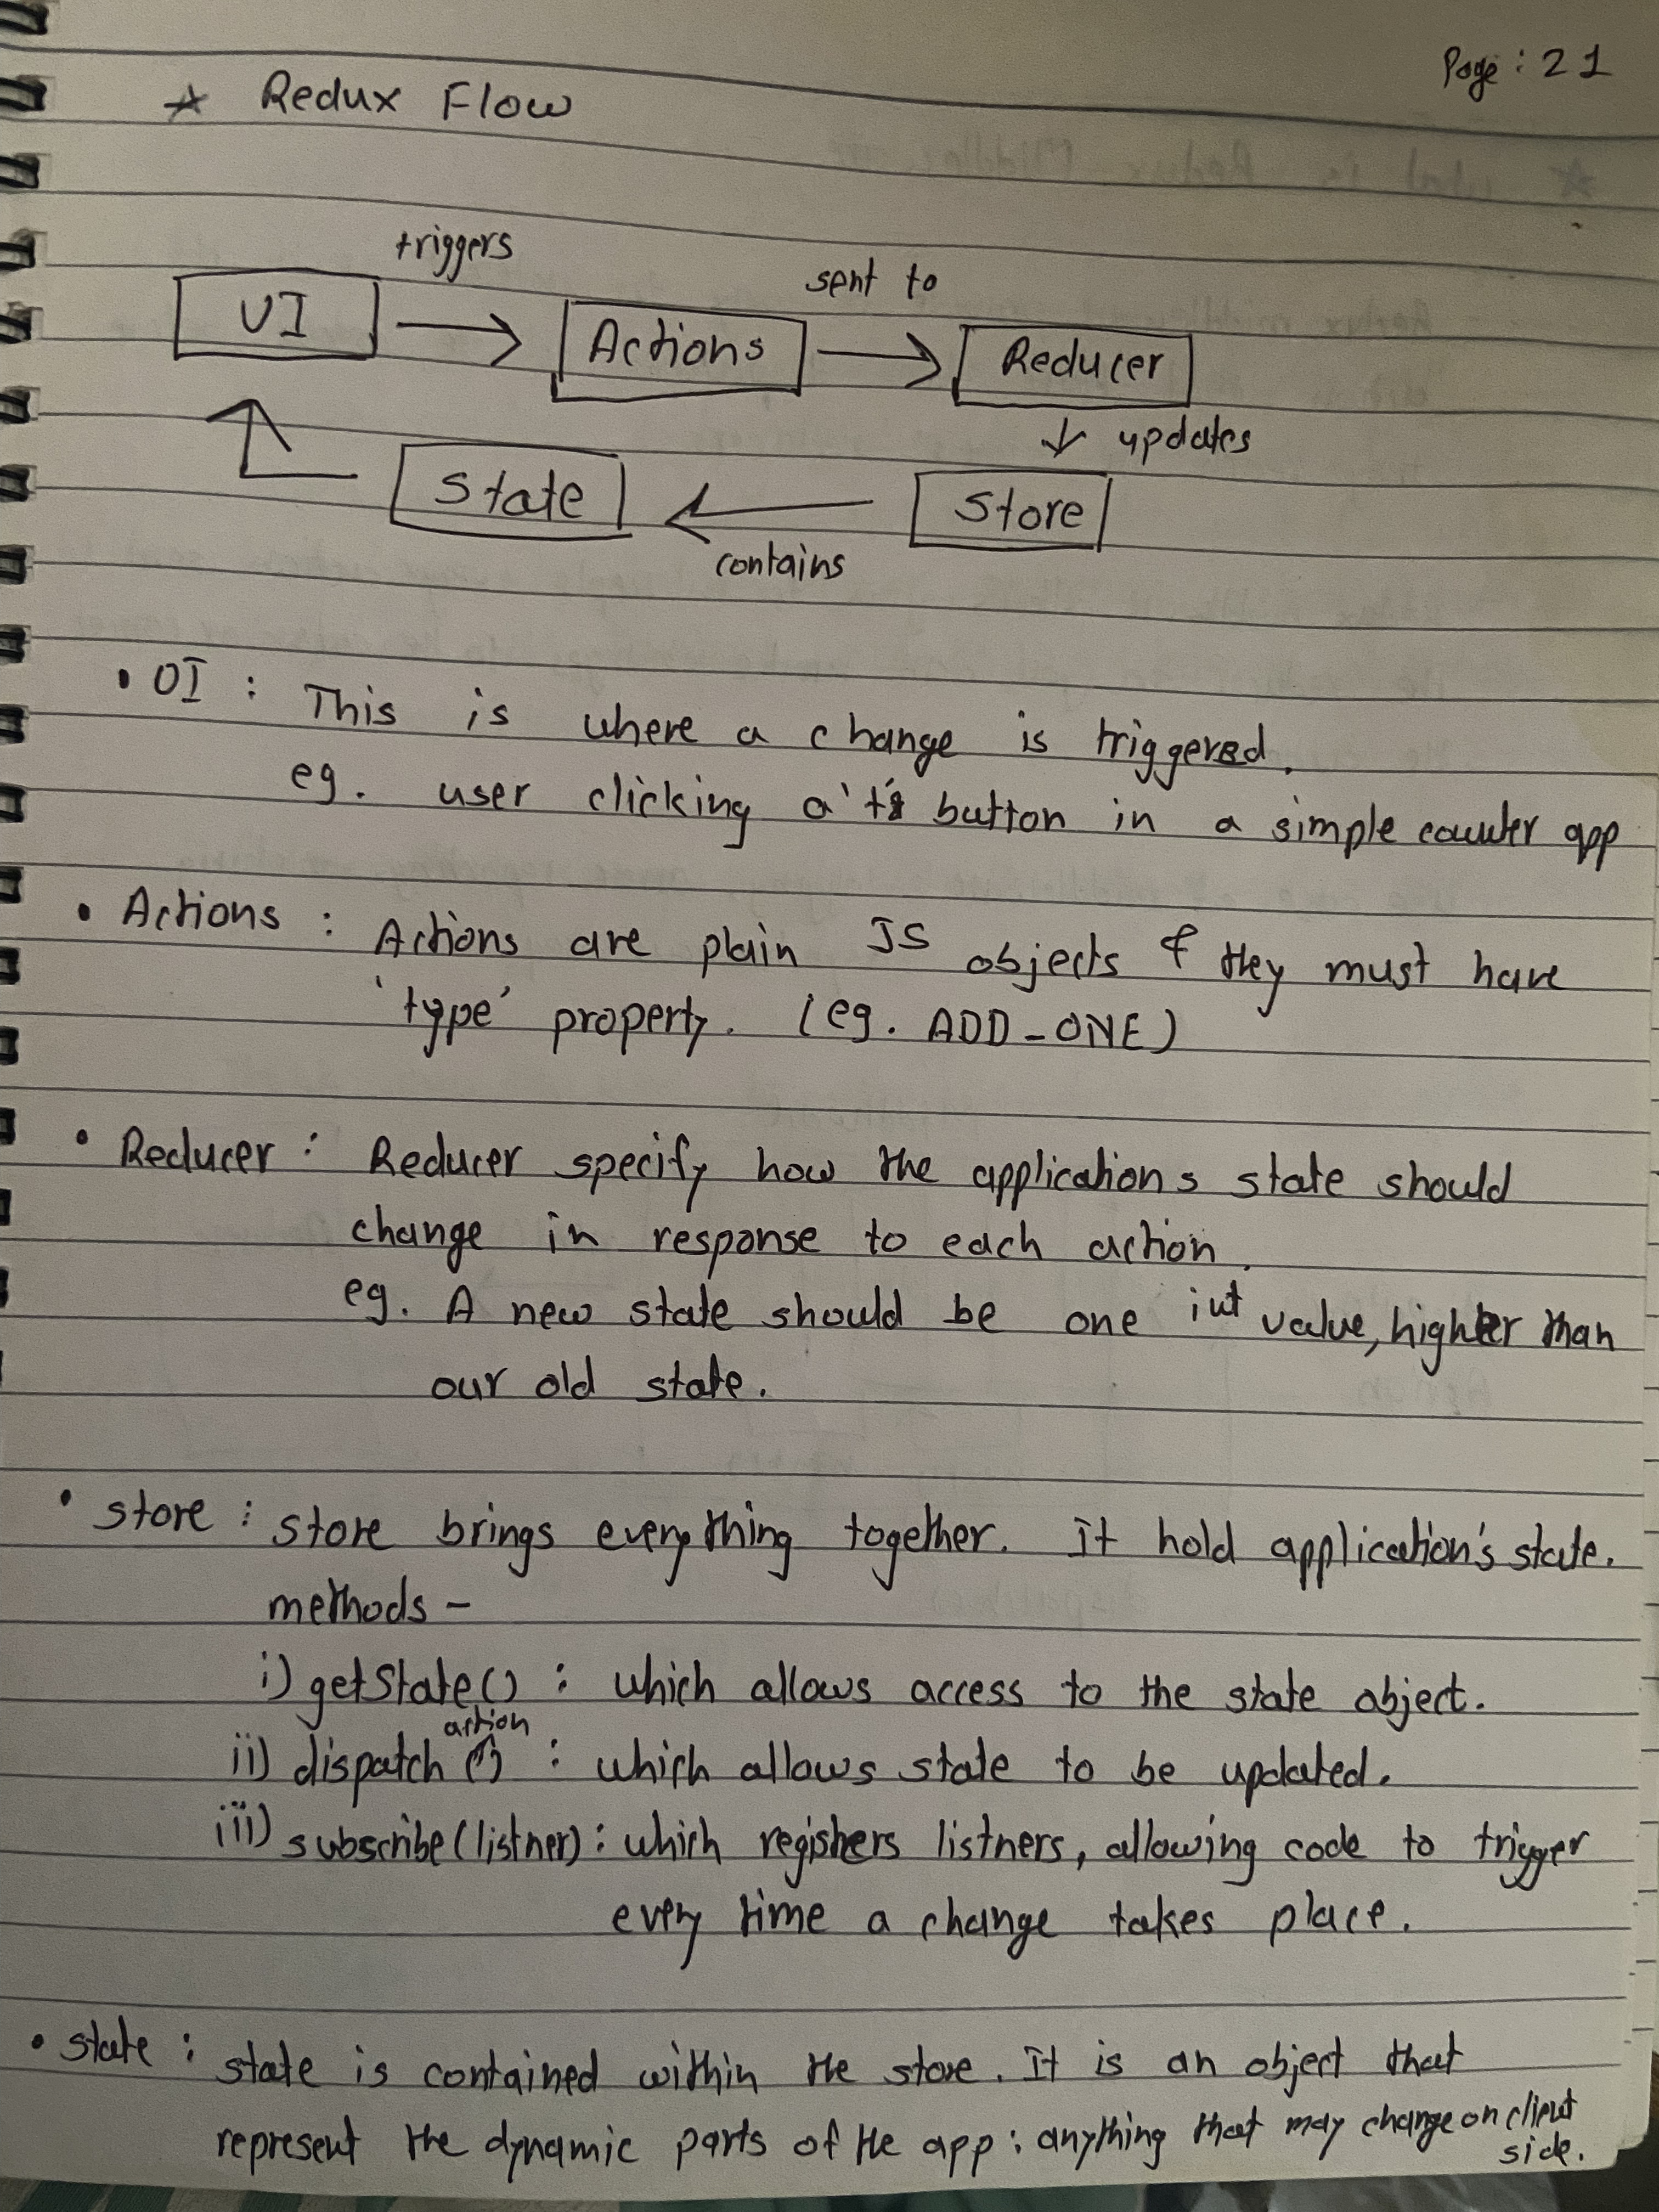 Page : 21
☆ Redux Flow
triggers
sent to
UI
Actions
Reducer
updates
State
Store
contains
• UI : This is where a change is triggered.
eg. user clicking a button in a simple counter app
• Actions : Actions are plain JS objects & they must have
'type' property. (eg. ADD_ONE)
• Reducer : Reducer specify how the applications state should
change in response to each action.
eg. A new state should be one int value, higher than
our old state.
• store : store brings everything together. It hold application's state.
methods -
i) getState() : which allows access to the state object.
action
ii) dispatch () : which allows state to be updated.
iii) subscribe (listner) : which registers listners, allowing code to trigger
every time a change takes place.
• state : state is contained within the store. It is an object that
represent the dynamic parts of the app : anything that may change on client
side.